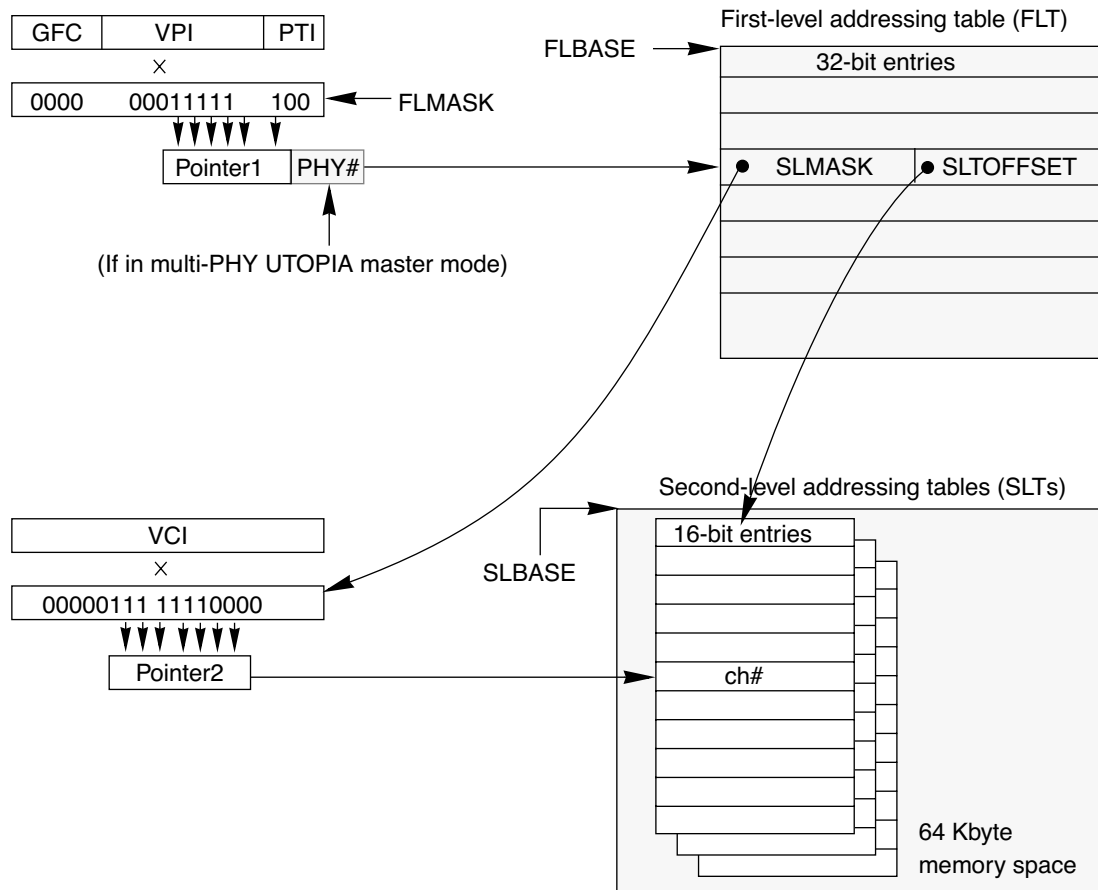 First-level addressing table (FLT)
GFC VPI PTI
FLBASE
32-bit entries
×
0000 00011111 100
FLMASK
Pointer1 PHY#
SLMASK SLTOFFSET
(If in multi-PHY UTOPIA master mode)
Second-level addressing tables (SLTs)
VCI
16-bit entries
×
SLBASE
00000111 11110000
Pointer2
ch#
64 Kbyte
memory space